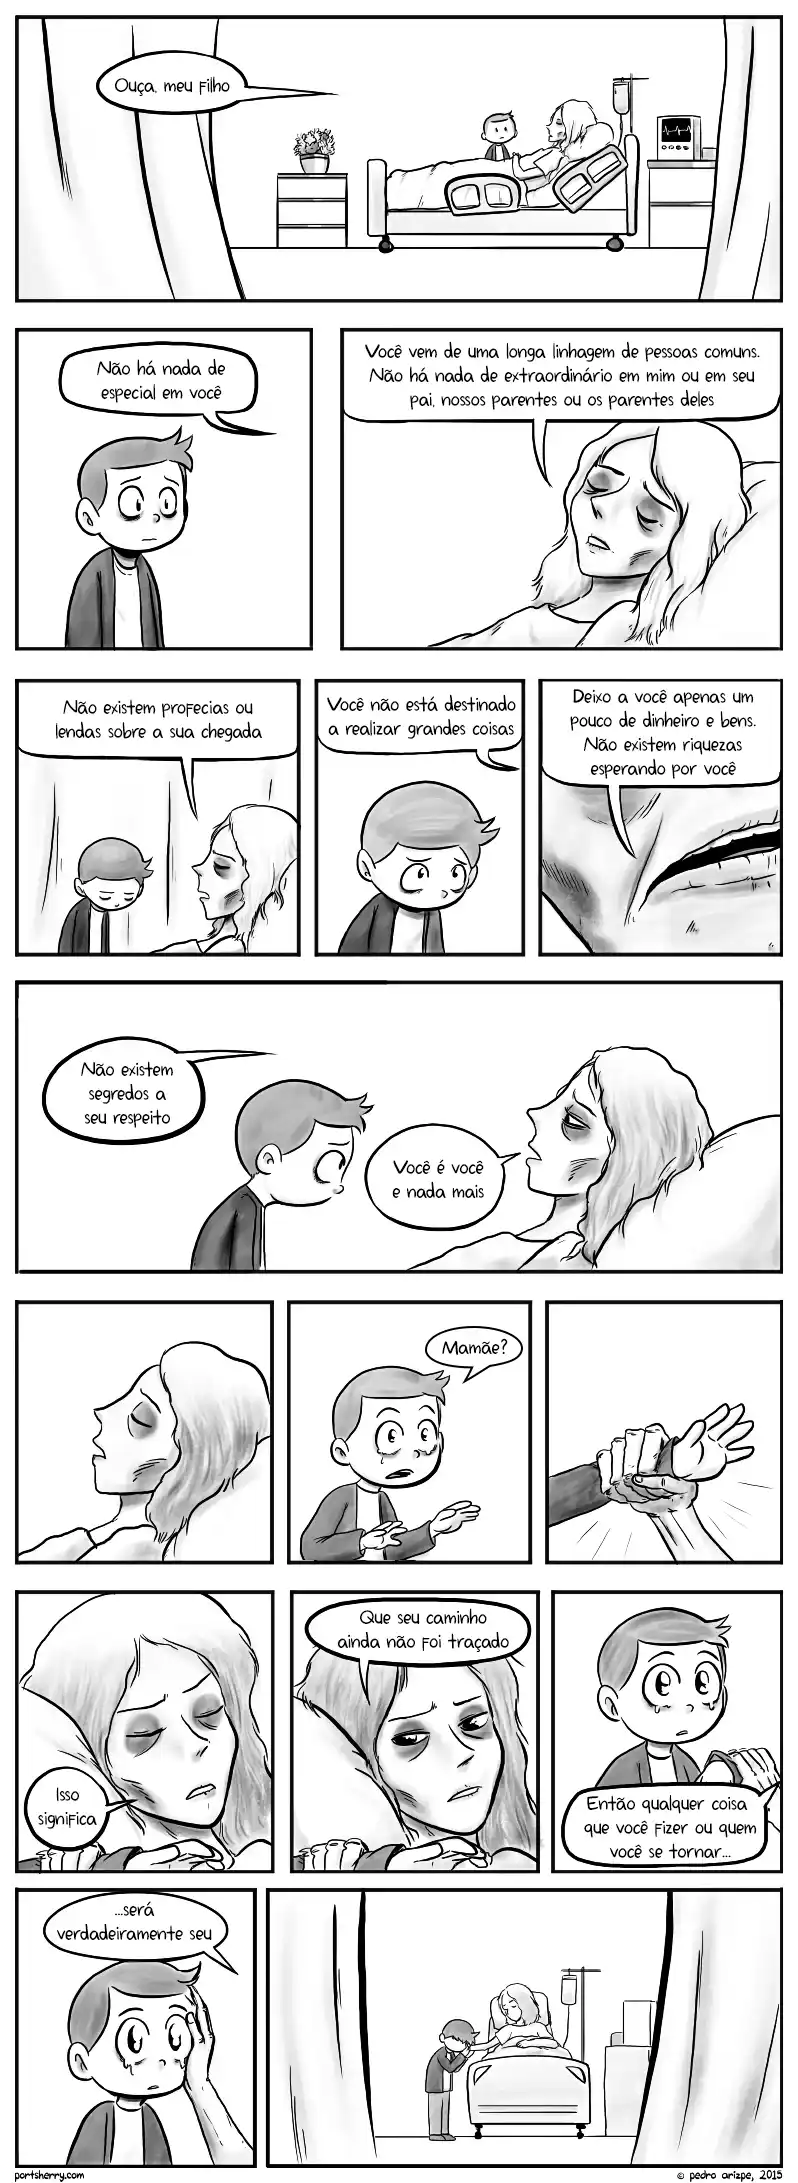 Ouça, meu filho
Não há nada de
especial em você
Você vem de uma longa linhagem de pessoas comuns.
Não há nada de extraordinário em mim ou em seu
pai, nossos parentes ou os parentes deles
Não existem profecias ou
lendas sobre a sua chegada
Você não está destinado
a realizar grandes coisas
Deixo a você apenas um
pouco de dinheiro e bens.
Não existem riquezas
esperando por você
Não existem
segredos a
seu respeito
Você é você
e nada mais
Mamãe?
Isso
significa
Que seu caminho
ainda não foi traçado
Então qualquer coisa
que você fizer ou quem
você se tornar...
...será
verdadeiramente seu
portsherry.com
© pedro arizpe, 2015